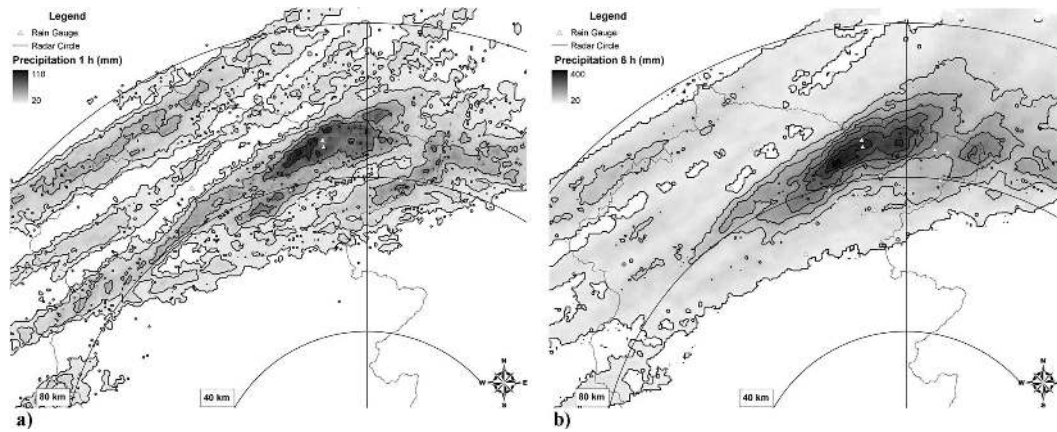 Legend
Rain Gauge
Radar Circle
Precipitation 1 h (mm)
110
20
80 km
40 km
N
W
E
S
a)
Legend
Rain Gauge
Radar Circle
Precipitation 6 h (mm)
400
20
80 km
40 km
N
W
E
S
b)